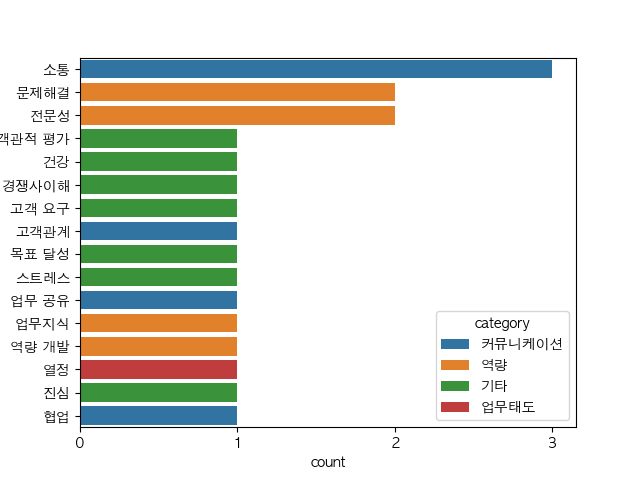 소통
문제해결
전문성
객관적 평가
건강
경쟁사이해
고객 요구
고객관계
목표 달성
스트레스
업무 공유
업무지식
역량 개발
열정
진심
협업
0 1 2 3
count
category
커뮤니케이션
역량
기타
업무태도